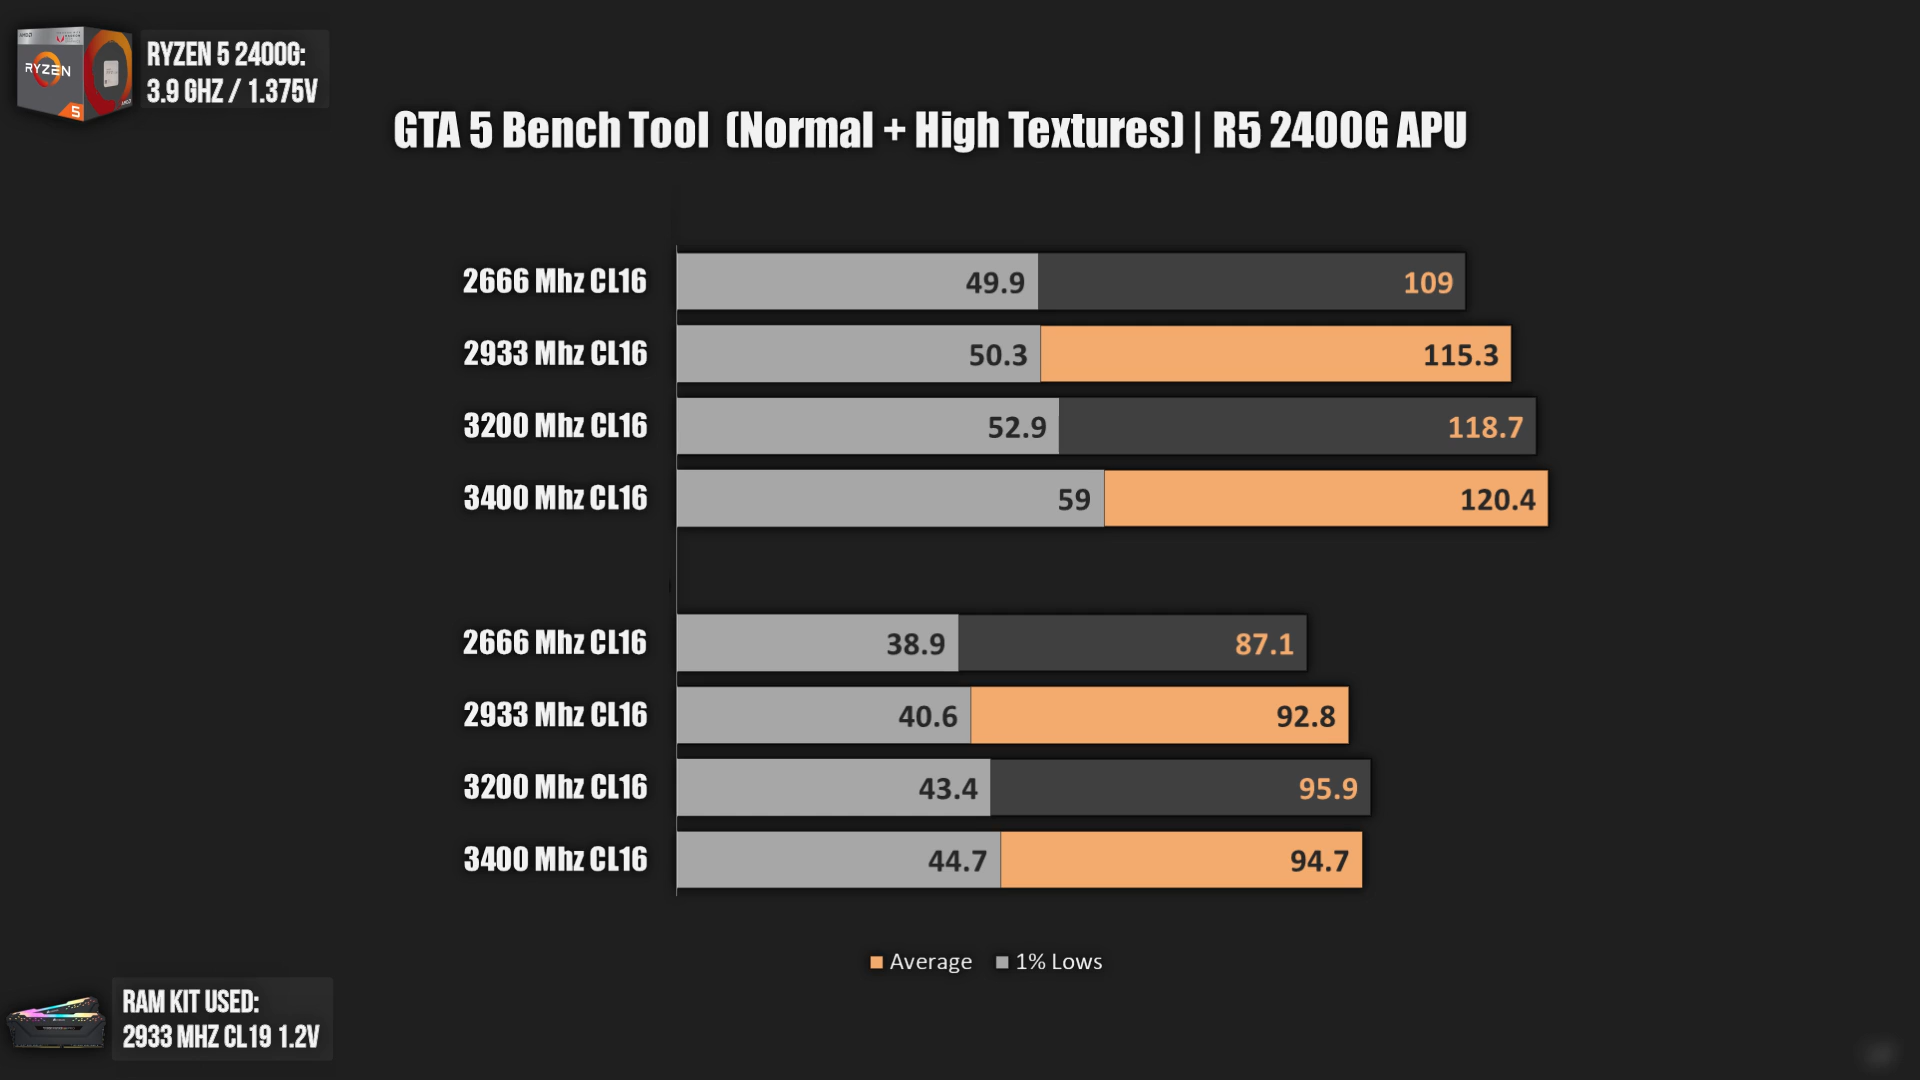 RYZEN
5
RYZEN 5 2400G:
3.9 GHZ / 1.375V
GTA 5 Bench Tool (Normal + High Textures) | R5 2400G APU
2666 Mhz CL16 49.9 109
2933 Mhz CL16 50.3 115.3
3200 Mhz CL16 52.9 118.7
3400 Mhz CL16 59 120.4
2666 Mhz CL16 38.9 87.1
2933 Mhz CL16 40.6 92.8
3200 Mhz CL16 43.4 95.9
3400 Mhz CL16 44.7 94.7
Average 1% Lows
RAM KIT USED:
2933 MHZ CL19 1.2V